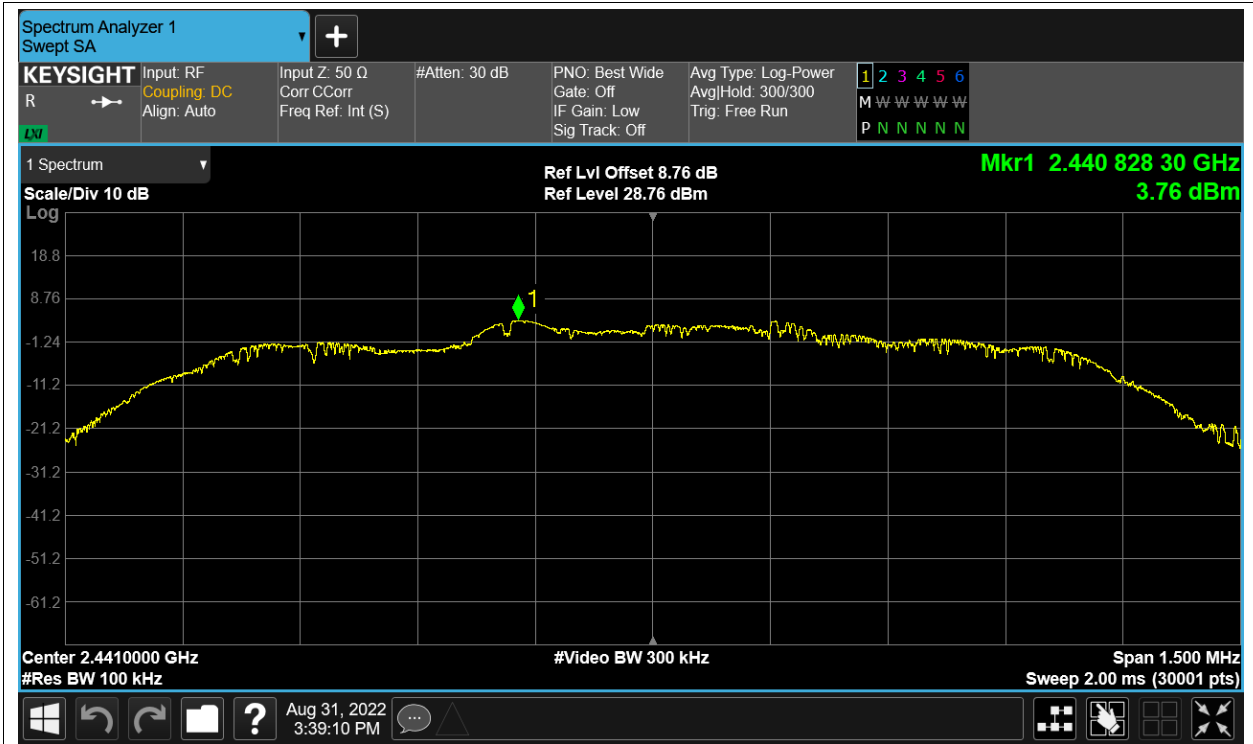 Spectrum Analyzer 1
Swept SA
KEYSIGHT
R
LXI
Input: RF
Coupling: DC
Align: Auto
Input Z: 50 Ω
Corr CCorr
Freq Ref: Int (S)
#Atten: 30 dB
PNO: Best Wide
Gate: Off
IF Gain: Low
Sig Track: Off
Avg Type: Log-Power
Avg|Hold: 300/300
Trig: Free Run
1 2 3 4 5 6
M W W W W W
P N N N N N
1 Spectrum
Scale/Div 10 dB
Log
Ref Lvl Offset 8.76 dB
Ref Level 28.76 dBm
Mkr1 2.440 828 30 GHz
3.76 dBm
18.8
8.76
1
-1.24
-11.2
-21.2
-31.2
-41.2
-51.2
-61.2
Center 2.4410000 GHz
#Video BW 300 kHz
Span 1.500 MHz
#Res BW 100 kHz
Sweep 2.00 ms (30001 pts)
?
Aug 31, 2022
3:39:10 PM